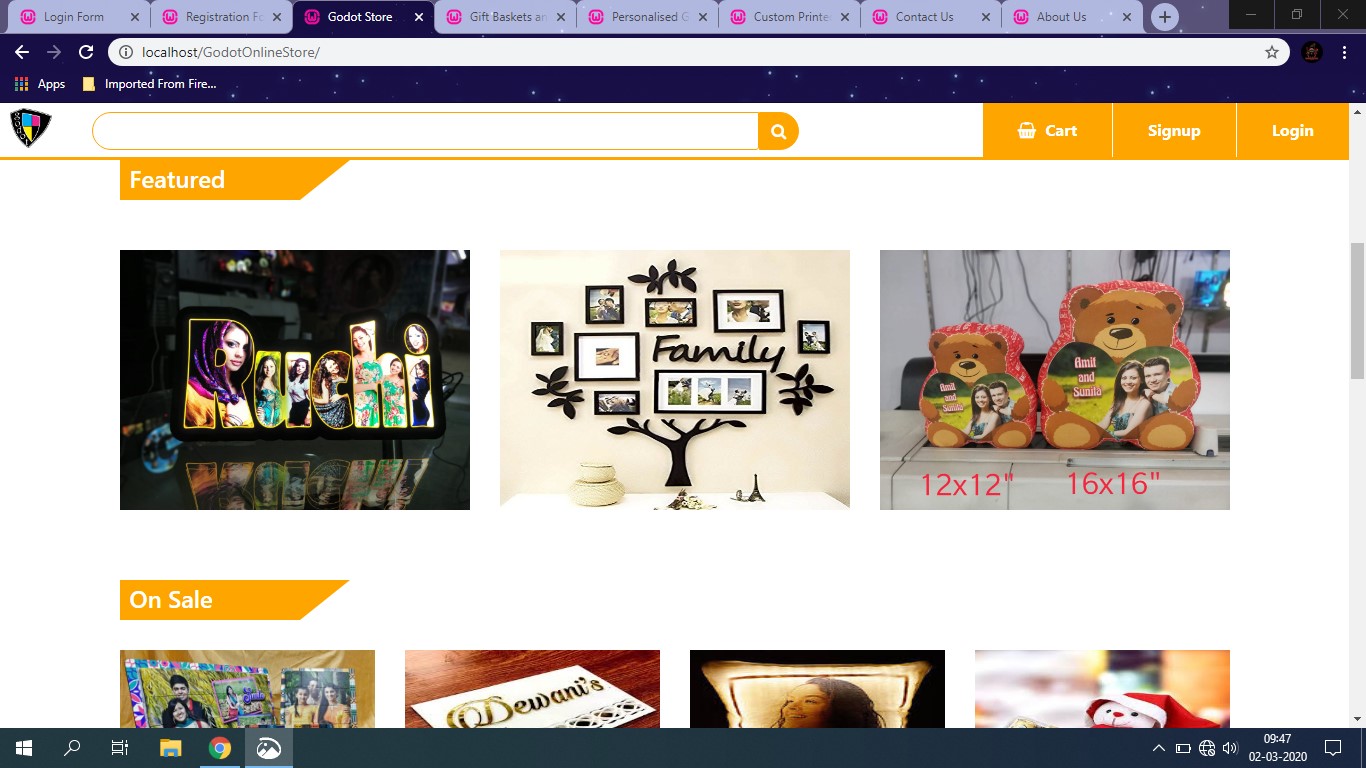 Login Form
Registration Fo
Godot Store
Gift Baskets an
Personalised G
Custom Printe
Contact Us
About Us
localhost/GodotOnlineStore/
Apps
Imported From Fire...
Godot
Cart
Signup
Login
Featured
Ruchi
Family
Amit
and
Sunita
Amit
and
Sunita
12x12"
16x16"
On Sale
Dewani's
09:47
02-03-2020